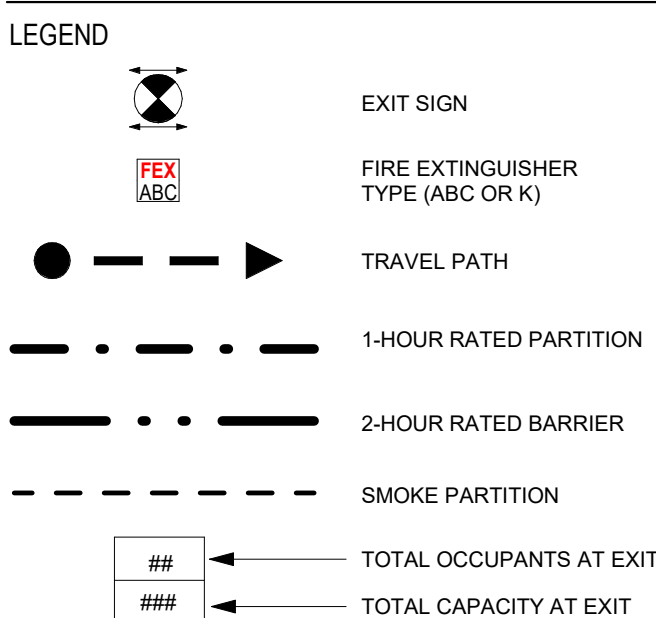 LEGEND
EXIT SIGN
FEX
ABC
FIRE EXTINGUISHER
TYPE (ABC OR K)
TRAVEL PATH
1-HOUR RATED PARTITION
2-HOUR RATED BARRIER
SMOKE PARTITION
##
TOTAL OCCUPANTS AT EXIT
###
TOTAL CAPACITY AT EXIT